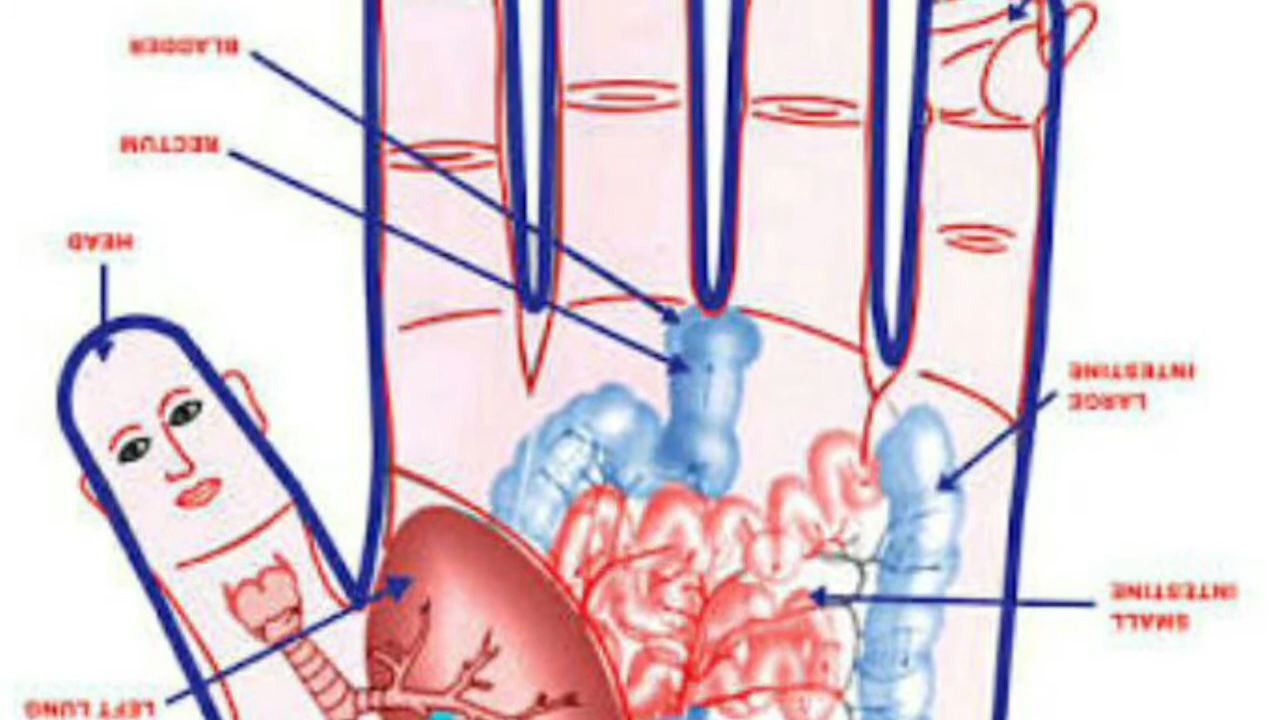 LEFT LUNG
SMALL
INTESTINE
LARGE
INTESTINE
HEAD
RECTUM
BLADDER